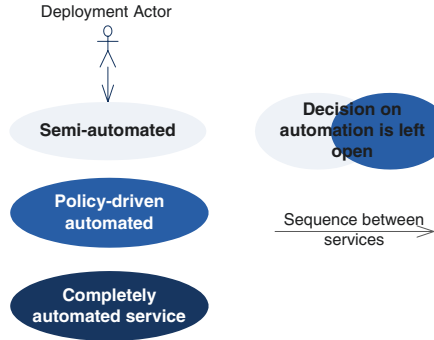 Deployment Actor
Semi-automated
Policy-driven
automated
Completely
automated service
Decision on
automation is left
open
Sequence between
services